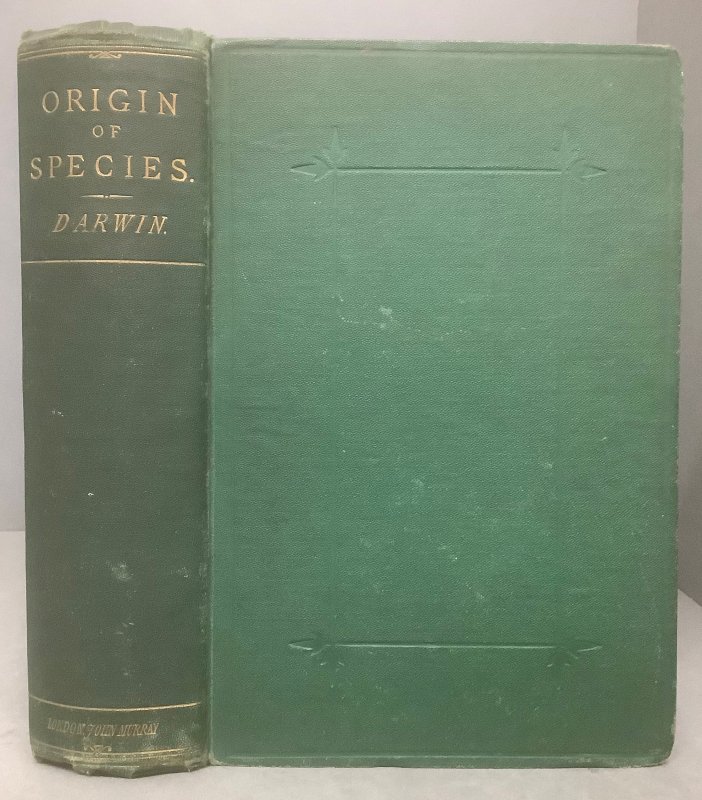 ORIGIN
OF
SPECIES.
DARWIN.
LONDON, JOHN MURRAY